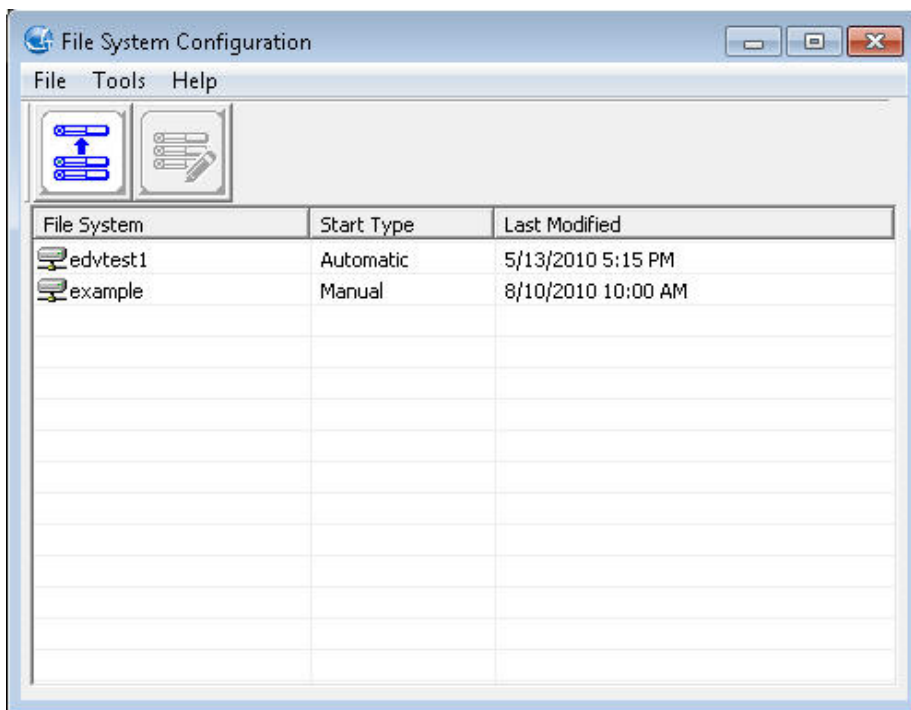 File System Configuration
File Tools Help
File System Start Type Last Modified
edvtest1 Automatic 5/13/2010 5:15 PM
example Manual 8/10/2010 10:00 AM